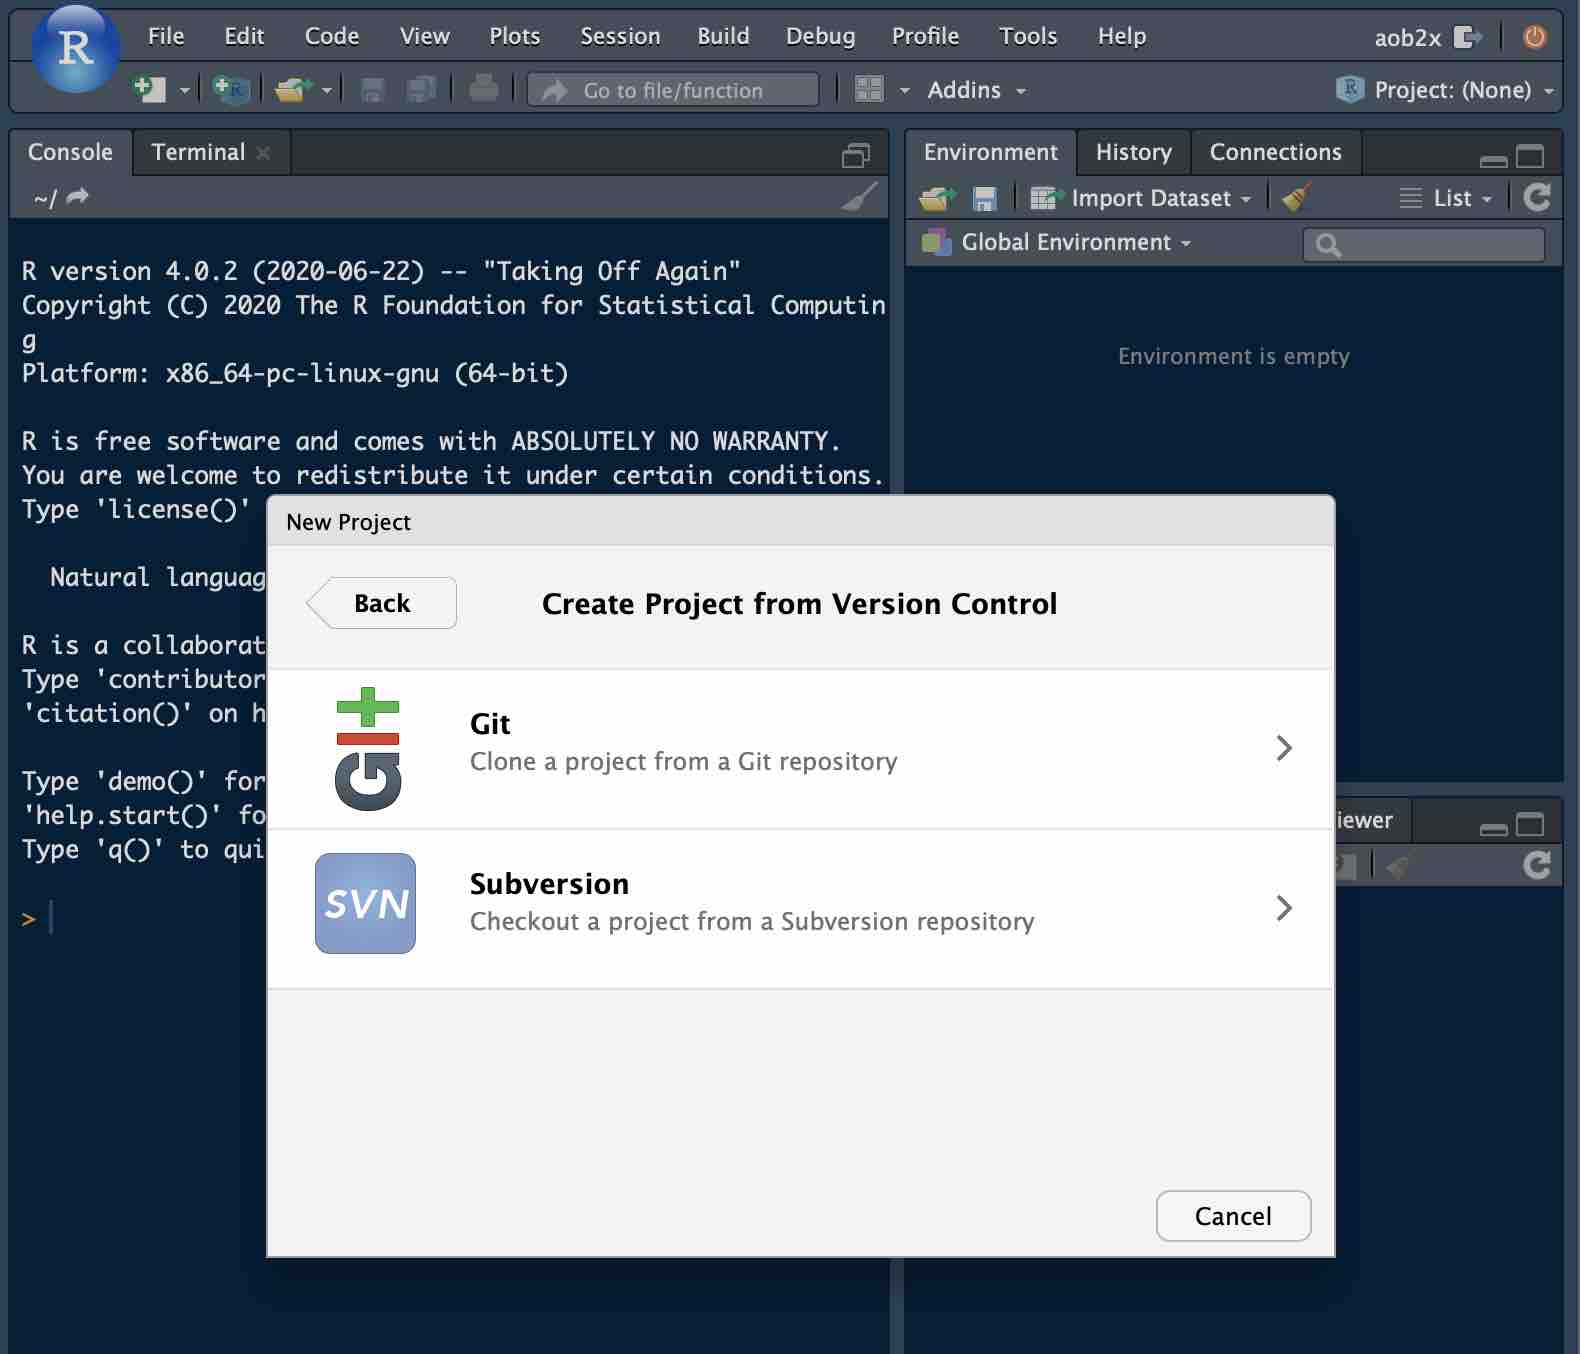 R
File Edit Code View Plots Session Build Debug Profile Tools Help
aob2x
Go to file/function
Addins
Project: (None)
Console
Terminal
~/
R version 4.0.2 (2020-06-22) -- "Taking Off Again"
Copyright (C) 2020 The R Foundation for Statistical Computin
g
Platform: x86_64-pc-linux-gnu (64-bit)
R is free software and comes with ABSOLUTELY NO WARRANTY.
You are welcome to redistribute it under certain conditions.
Type 'license()'
Natural languag
R is a collaborat
Type 'contributor
'citation()' on h
Type 'demo()' for
'help.start()' fo
Type 'q()' to qui
>
Environment
History
Connections
Import Dataset
List
Global Environment
Environment is empty
iewer
New Project
Back
Create Project from Version Control
Git
Git
Clone a project from a Git repository
SVN
Subversion
Checkout a project from a Subversion repository
Cancel